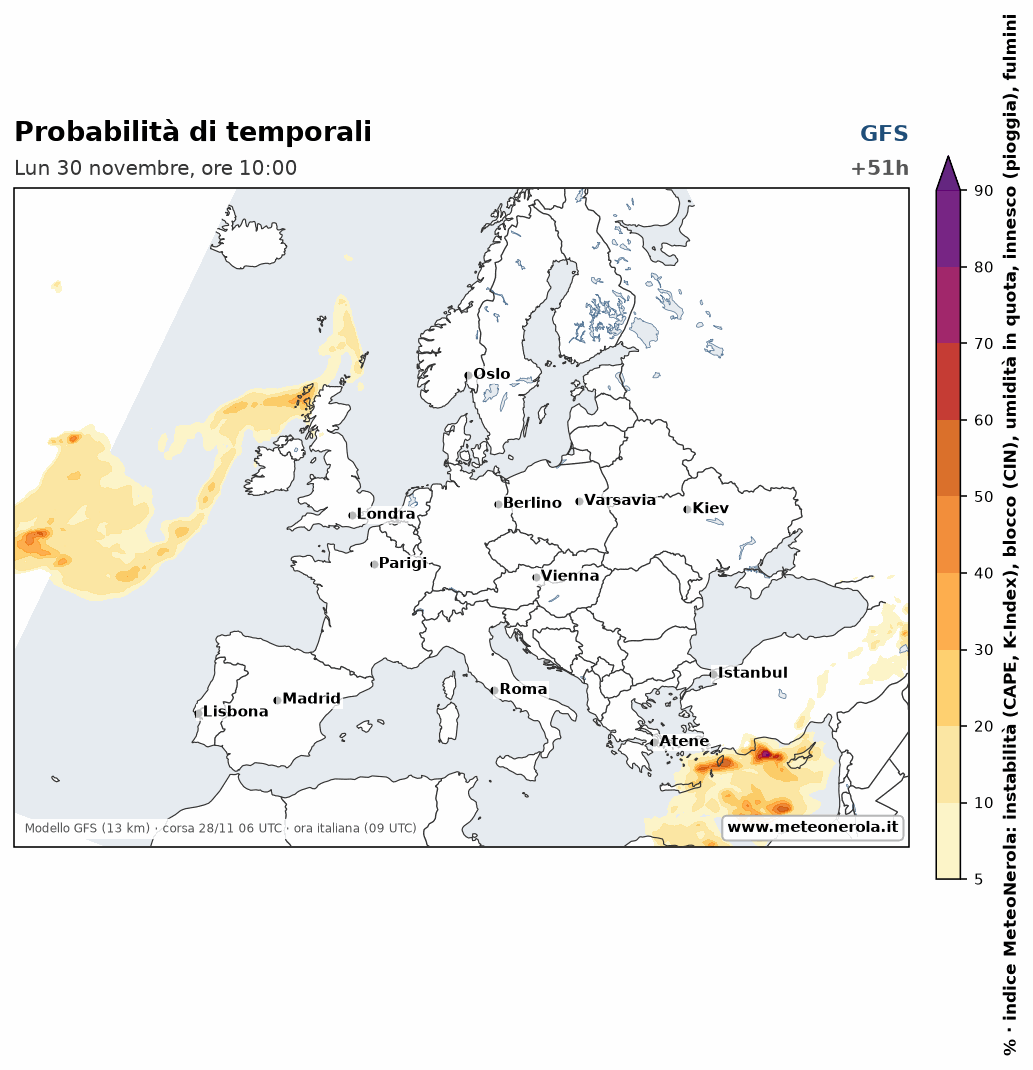 Probabilità di temporali
GFS
Lun 30 novembre, ore 10:00
+51h
Oslo
Londra
Berlino
Varsavia
Kiev
Parigi
Vienna
Istanbul
Roma
Madrid
Lisbona
Atene
Modello GFS (13 km) · corsa 28/11 06 UTC · ora italiana (09 UTC)
www.meteonerola.it
90
80
70
60
50
40
30
20
10
5
% · indice MeteoNerola: instabilità (CAPE, K-Index), blocco (CIN), umidità in quota, innesco (pioggia), fulmini